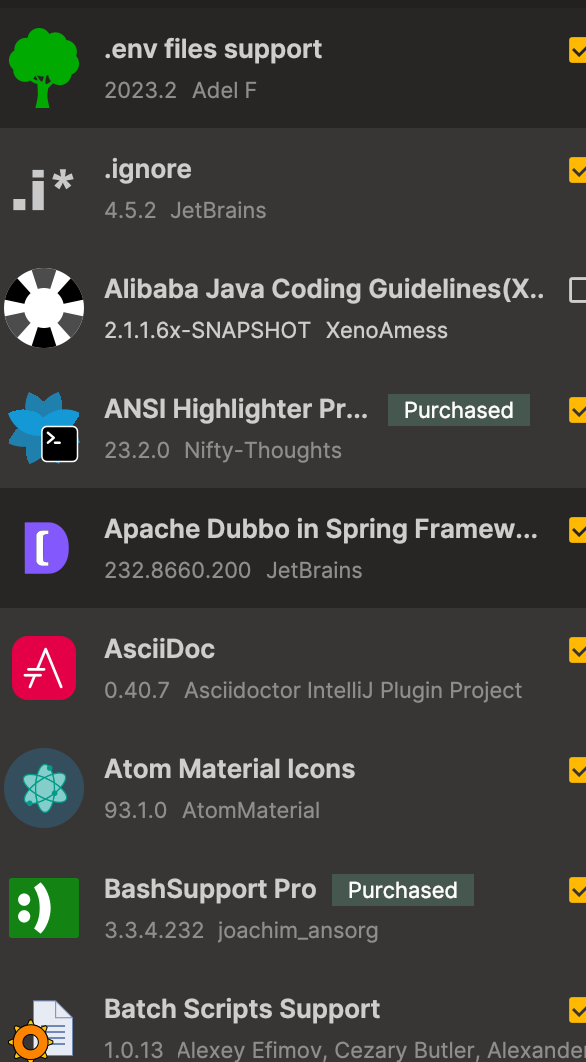 .env files support
2023.2 Adel F
.i*
.ignore
4.5.2 JetBrains
Alibaba Java Coding Guidelines(X..
2.1.1.6x-SNAPSHOT XenoAmess
ANSI Highlighter Pr... Purchased
23.2.0 Nifty-Thoughts
Apache Dubbo in Spring Framew...
232.8660.200 JetBrains
AsciiDoc
0.40.7 Asciidoctor IntelliJ Plugin Project
Atom Material Icons
93.1.0 AtomMaterial
BashSupport Pro Purchased
3.3.4.232 joachim_ansorg
Batch Scripts Support
1.0.13 Alexey Efimov, Cezary Butler, Alexande